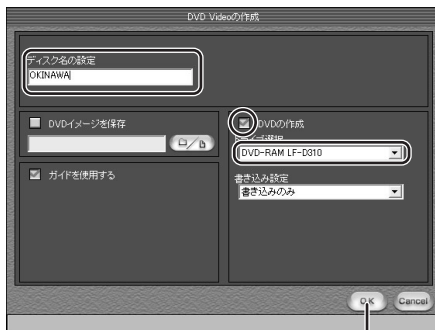 DVD Videoの作成
ディスク名の設定
OKINAWA
DVDイメージを保存
DVDの作成
DVD-RAM LF-D310
ガイドを使用する
書き込み設定
書き込みのみ
OK
Cancel